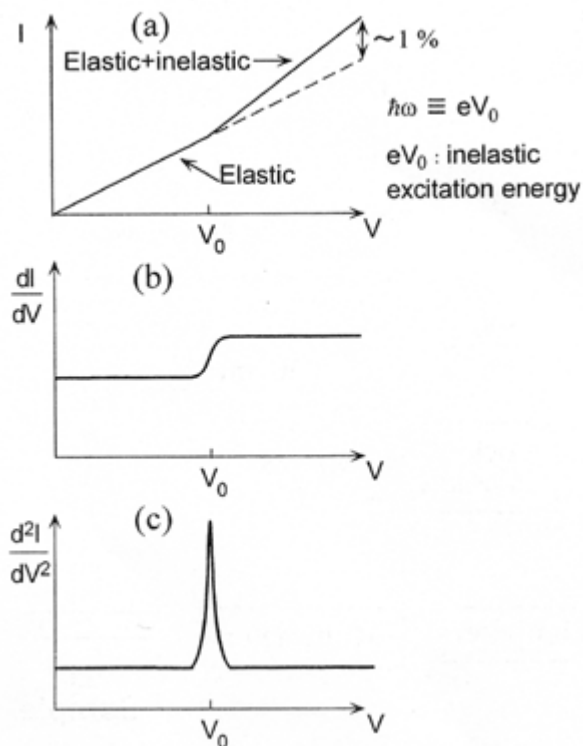 I
(a)
Elastic+inelastic
~1 %
ħω ≡ eV₀
eV₀ : inelastic
excitation energy
Elastic
V₀
V
dI
dV
(b)
V₀
V
d²I
dV²
(c)
V₀
V